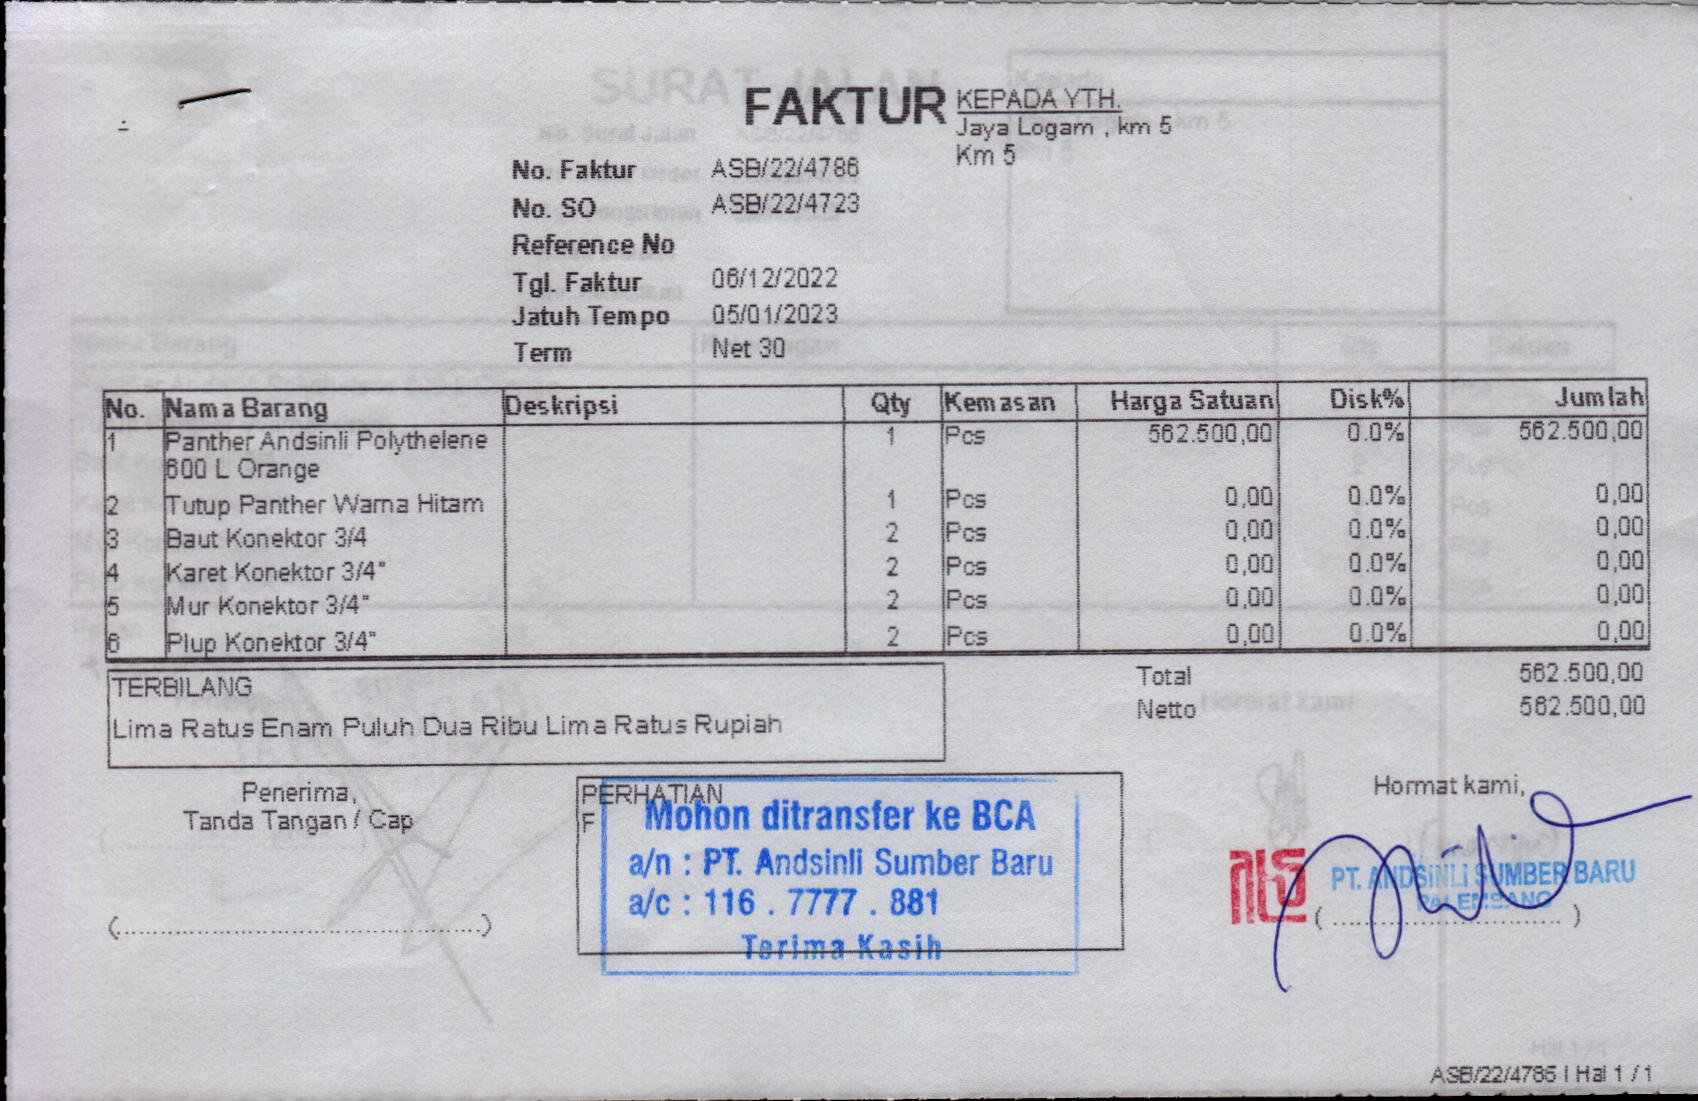 FAKTUR
KEPADA YTH.
Jaya Logam , km 5
Km 5
No. Faktur ASB/22/4786
No. SO ASB/22/4723
Reference No
Tgl. Faktur 06/12/2022
Jatuh Tempo 05/01/2023
Term Net 30
No. Nama Barang Deskripsi Qty Kemasan Harga Satuan Disk% Jumlah
1 Panther Andsinli Polythelene 1 Pcs 562.500,00 0.0% 562.500,00
600 L Orange
2 Tutup Panther Warna Hitam 1 Pcs 0,00 0.0% 0,00
3 Baut Konektor 3/4 2 Pcs 0,00 0.0% 0,00
4 Karet Konektor 3/4" 2 Pcs 0,00 0.0% 0,00
5 Mur Konektor 3/4" 2 Pcs 0,00 0.0% 0,00
6 Plup Konektor 3/4" 2 Pcs 0,00 0.0% 0,00
Total 562.500,00
Netto 562.500,00
TERBILANG
Lima Ratus Enam Puluh Dua Ribu Lima Ratus Rupiah
Penerima,
Tanda Tangan / Cap
(......................................................)
PERHATIAN
F
Mohon ditransfer ke BCA
a/n : PT. Andsinli Sumber Baru
a/c : 116 . 7777 . 881
Terima Kasih
Hormat kami,
PT. ANDSINLI SUMBER BARU
PALEMBANG
(...................................)
ASB/22/4786 | Hal 1 / 1